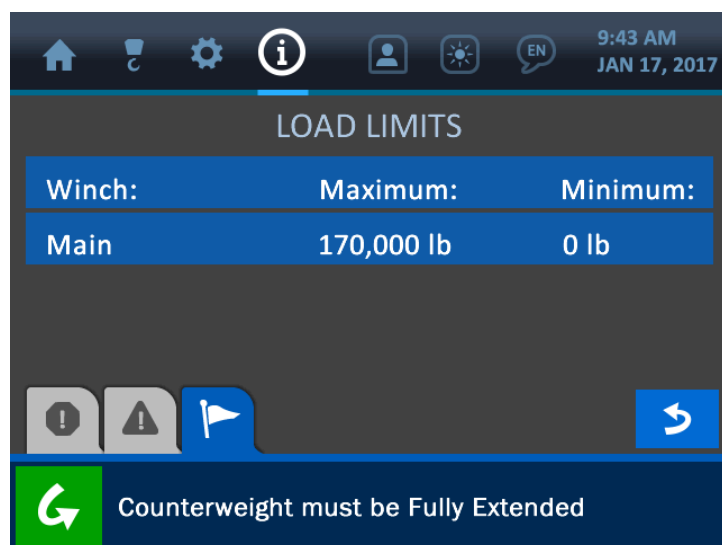 EN
9:43 AM
JAN 17, 2017
LOAD LIMITS
Winch: Maximum: Minimum:
Main 170,000 lb 0 lb
Counterweight must be Fully Extended